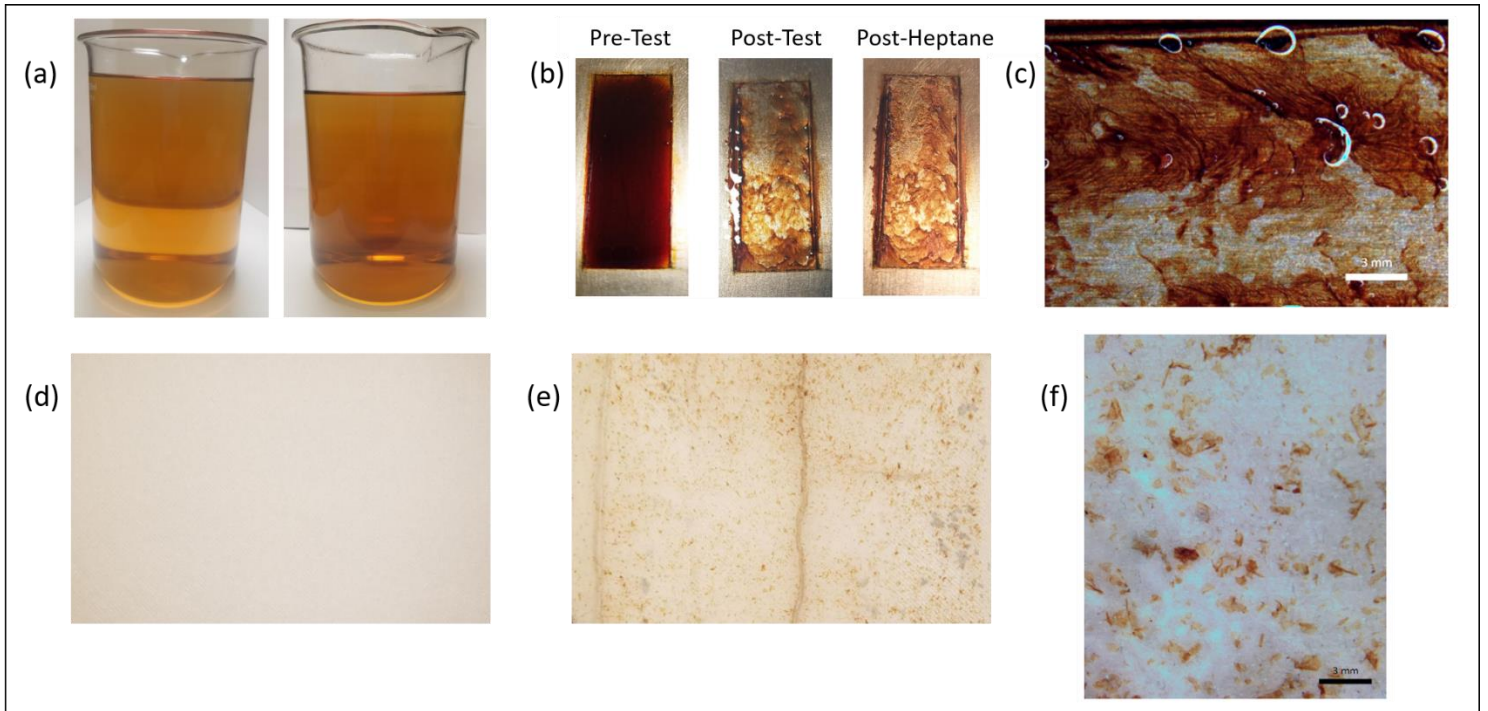 (a)
(b)
Pre-Test
Post-Test
Post-Heptane
(c)
3 mm
(d)
(e)
(f)
3 mm